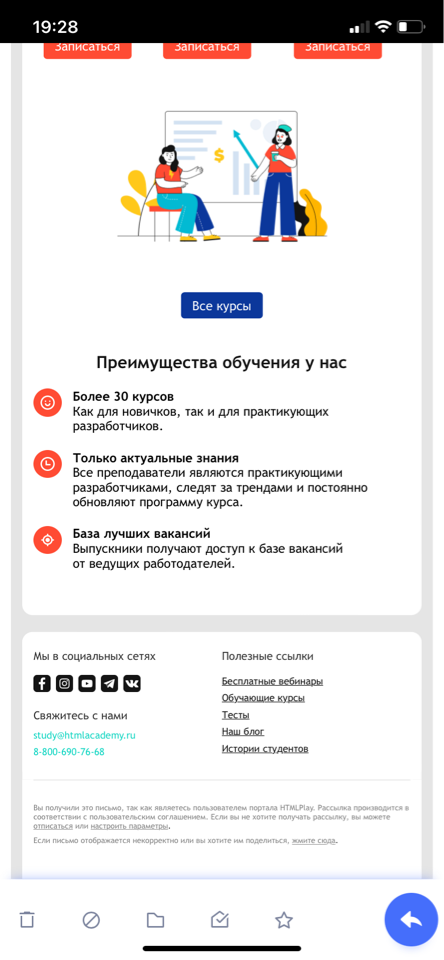 19:28
Записаться Записаться Записаться
$
Все курсы
Преимущества обучения у нас
Более 30 курсов
Как для новичков, так и для практикующих
разработчиков.
Только актуальные знания
Все преподаватели являются практикующими
разработчиками, следят за трендами и постоянно
обновляют программу курса.
База лучших вакансий
Выпускники получают доступ к базе вакансий
от ведущих работодателей.
Мы в социальных сетях
Свяжитесь с нами
study@htmlacademy.ru
8-800-690-76-68
Полезные ссылки
Бесплатные вебинары
Обучающие курсы
Тесты
Наш блог
Истории студентов
Вы получили это письмо, так как являетесь пользователем портала HTMLPlay. Рассылка производится в
соответствии с пользовательским соглашением. Если вы не хотите получать рассылку, вы можете
отписаться или настроить параметры.
Если письмо отображается некорректно или вы хотите им поделиться, жмите сюда.